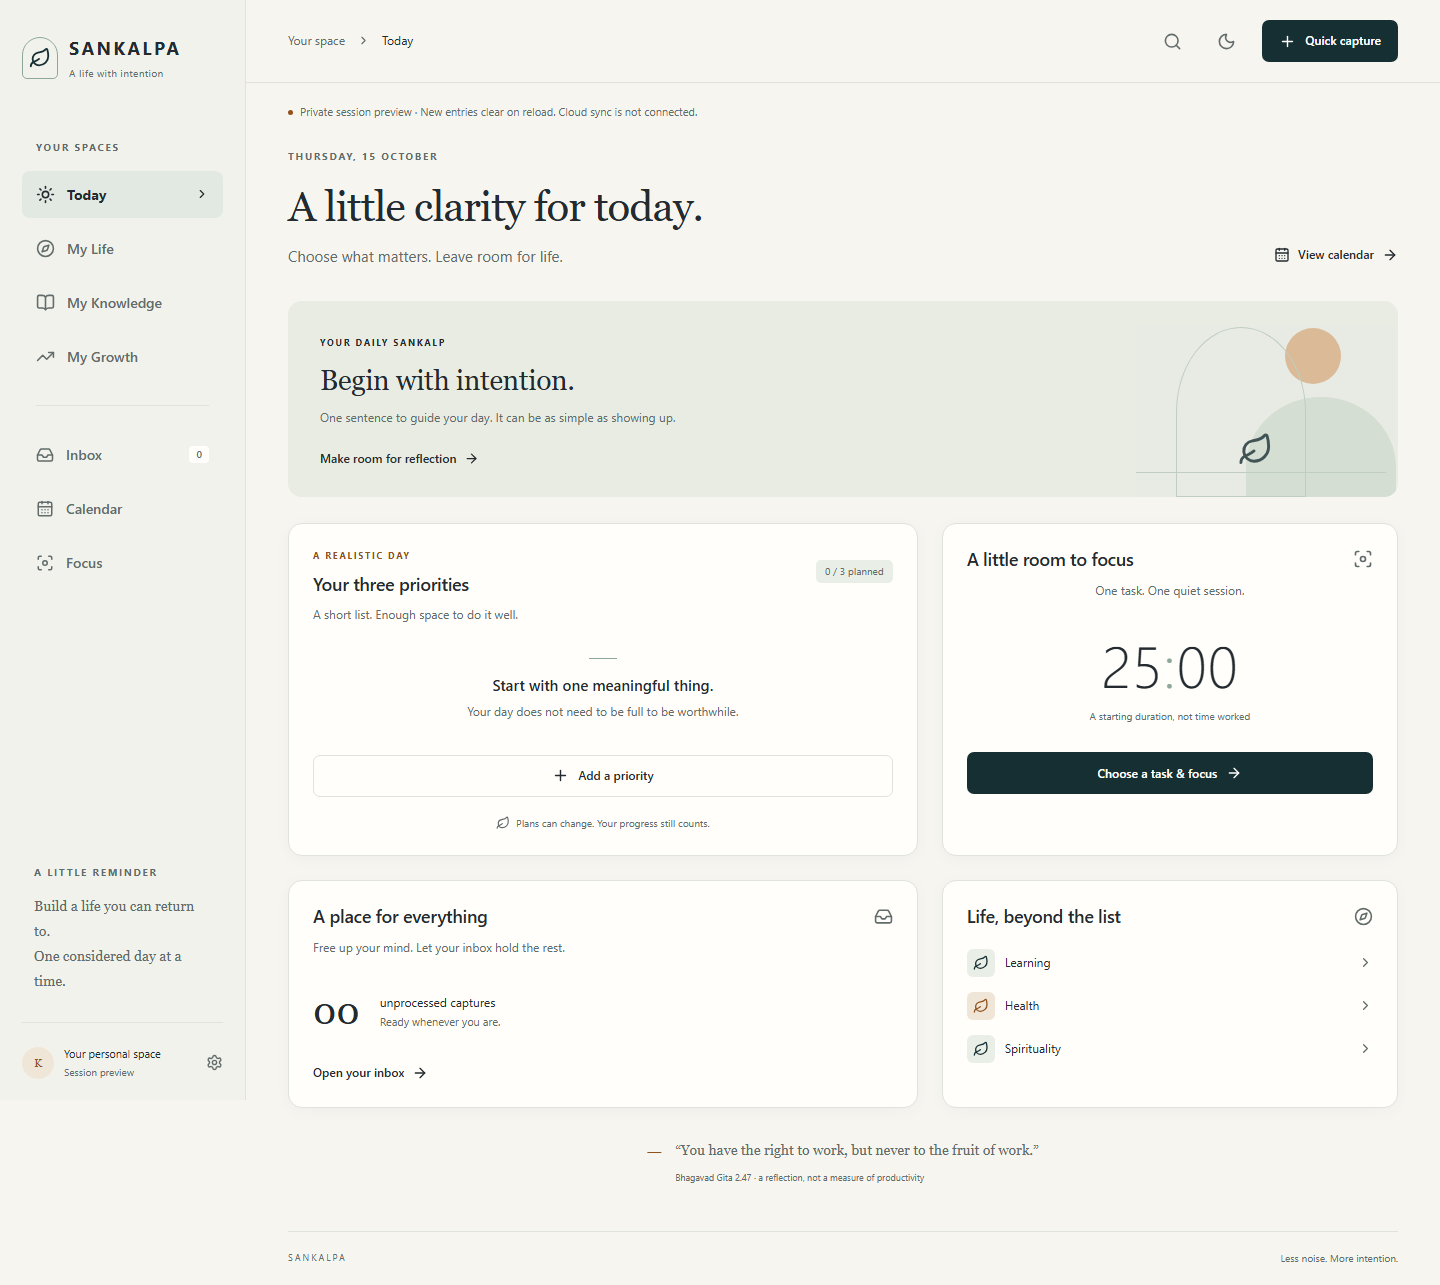 SANKALPA
A life with intention
YOUR SPACES
Today
My Life
My Knowledge
My Growth
Inbox 0
Calendar
Focus
A LITTLE REMINDER
Build a life you can return
to.
One considered day at a
time.
K
Your personal space
Session preview
Your space > Today
Quick capture
Private session preview · New entries clear on reload. Cloud sync is not connected.
THURSDAY, 15 OCTOBER
A little clarity for today.
Choose what matters. Leave room for life.
View calendar
YOUR DAILY SANKALP
Begin with intention.
One sentence to guide your day. It can be as simple as showing up.
Make room for reflection
A REALISTIC DAY
Your three priorities
0 / 3 planned
A short list. Enough space to do it well.
Start with one meaningful thing.
Your day does not need to be full to be worthwhile.
Add a priority
Plans can change. Your progress still counts.
A little room to focus
One task. One quiet session.
25:00
A starting duration, not time worked
Choose a task & focus
A place for everything
Free up your mind. Let your inbox hold the rest.
00
unprocessed captures
Ready whenever you are.
Open your inbox
Life, beyond the list
Learning
Health
Spirituality
— “You have the right to work, but never to the fruit of work.”
Bhagavad Gita 2.47 · a reflection, not a measure of productivity
SANKALPA
Less noise. More intention.